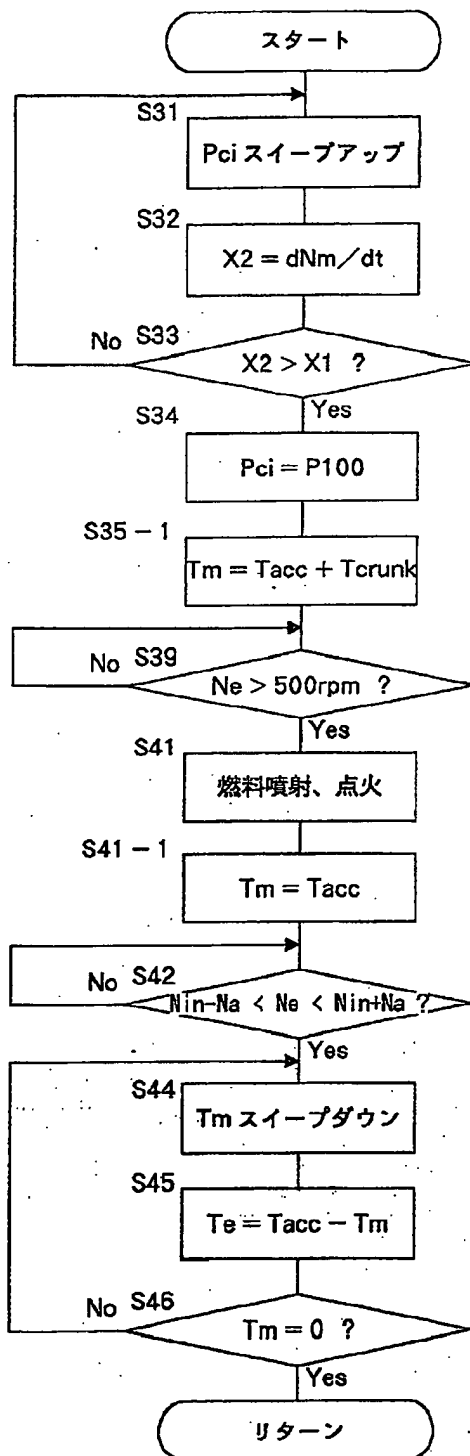 スタート
S31
Pci スイープアップ
S32
X2 = dNm／dt
No S33
X2 > X1 ?
Yes
S34
Pci = P100
S35－1
Tm = Tacc + Tcrunk
No S39
Ne > 500rpm ?
Yes
S41
燃料噴射、点火
S41－1
Tm = Tacc
No S42
Nin-Na < Ne < Nin+Na ?
Yes
S44
Tm スイープダウン
S45
Te = Tacc － Tm
No S46
Tm = 0 ?
Yes
リターン